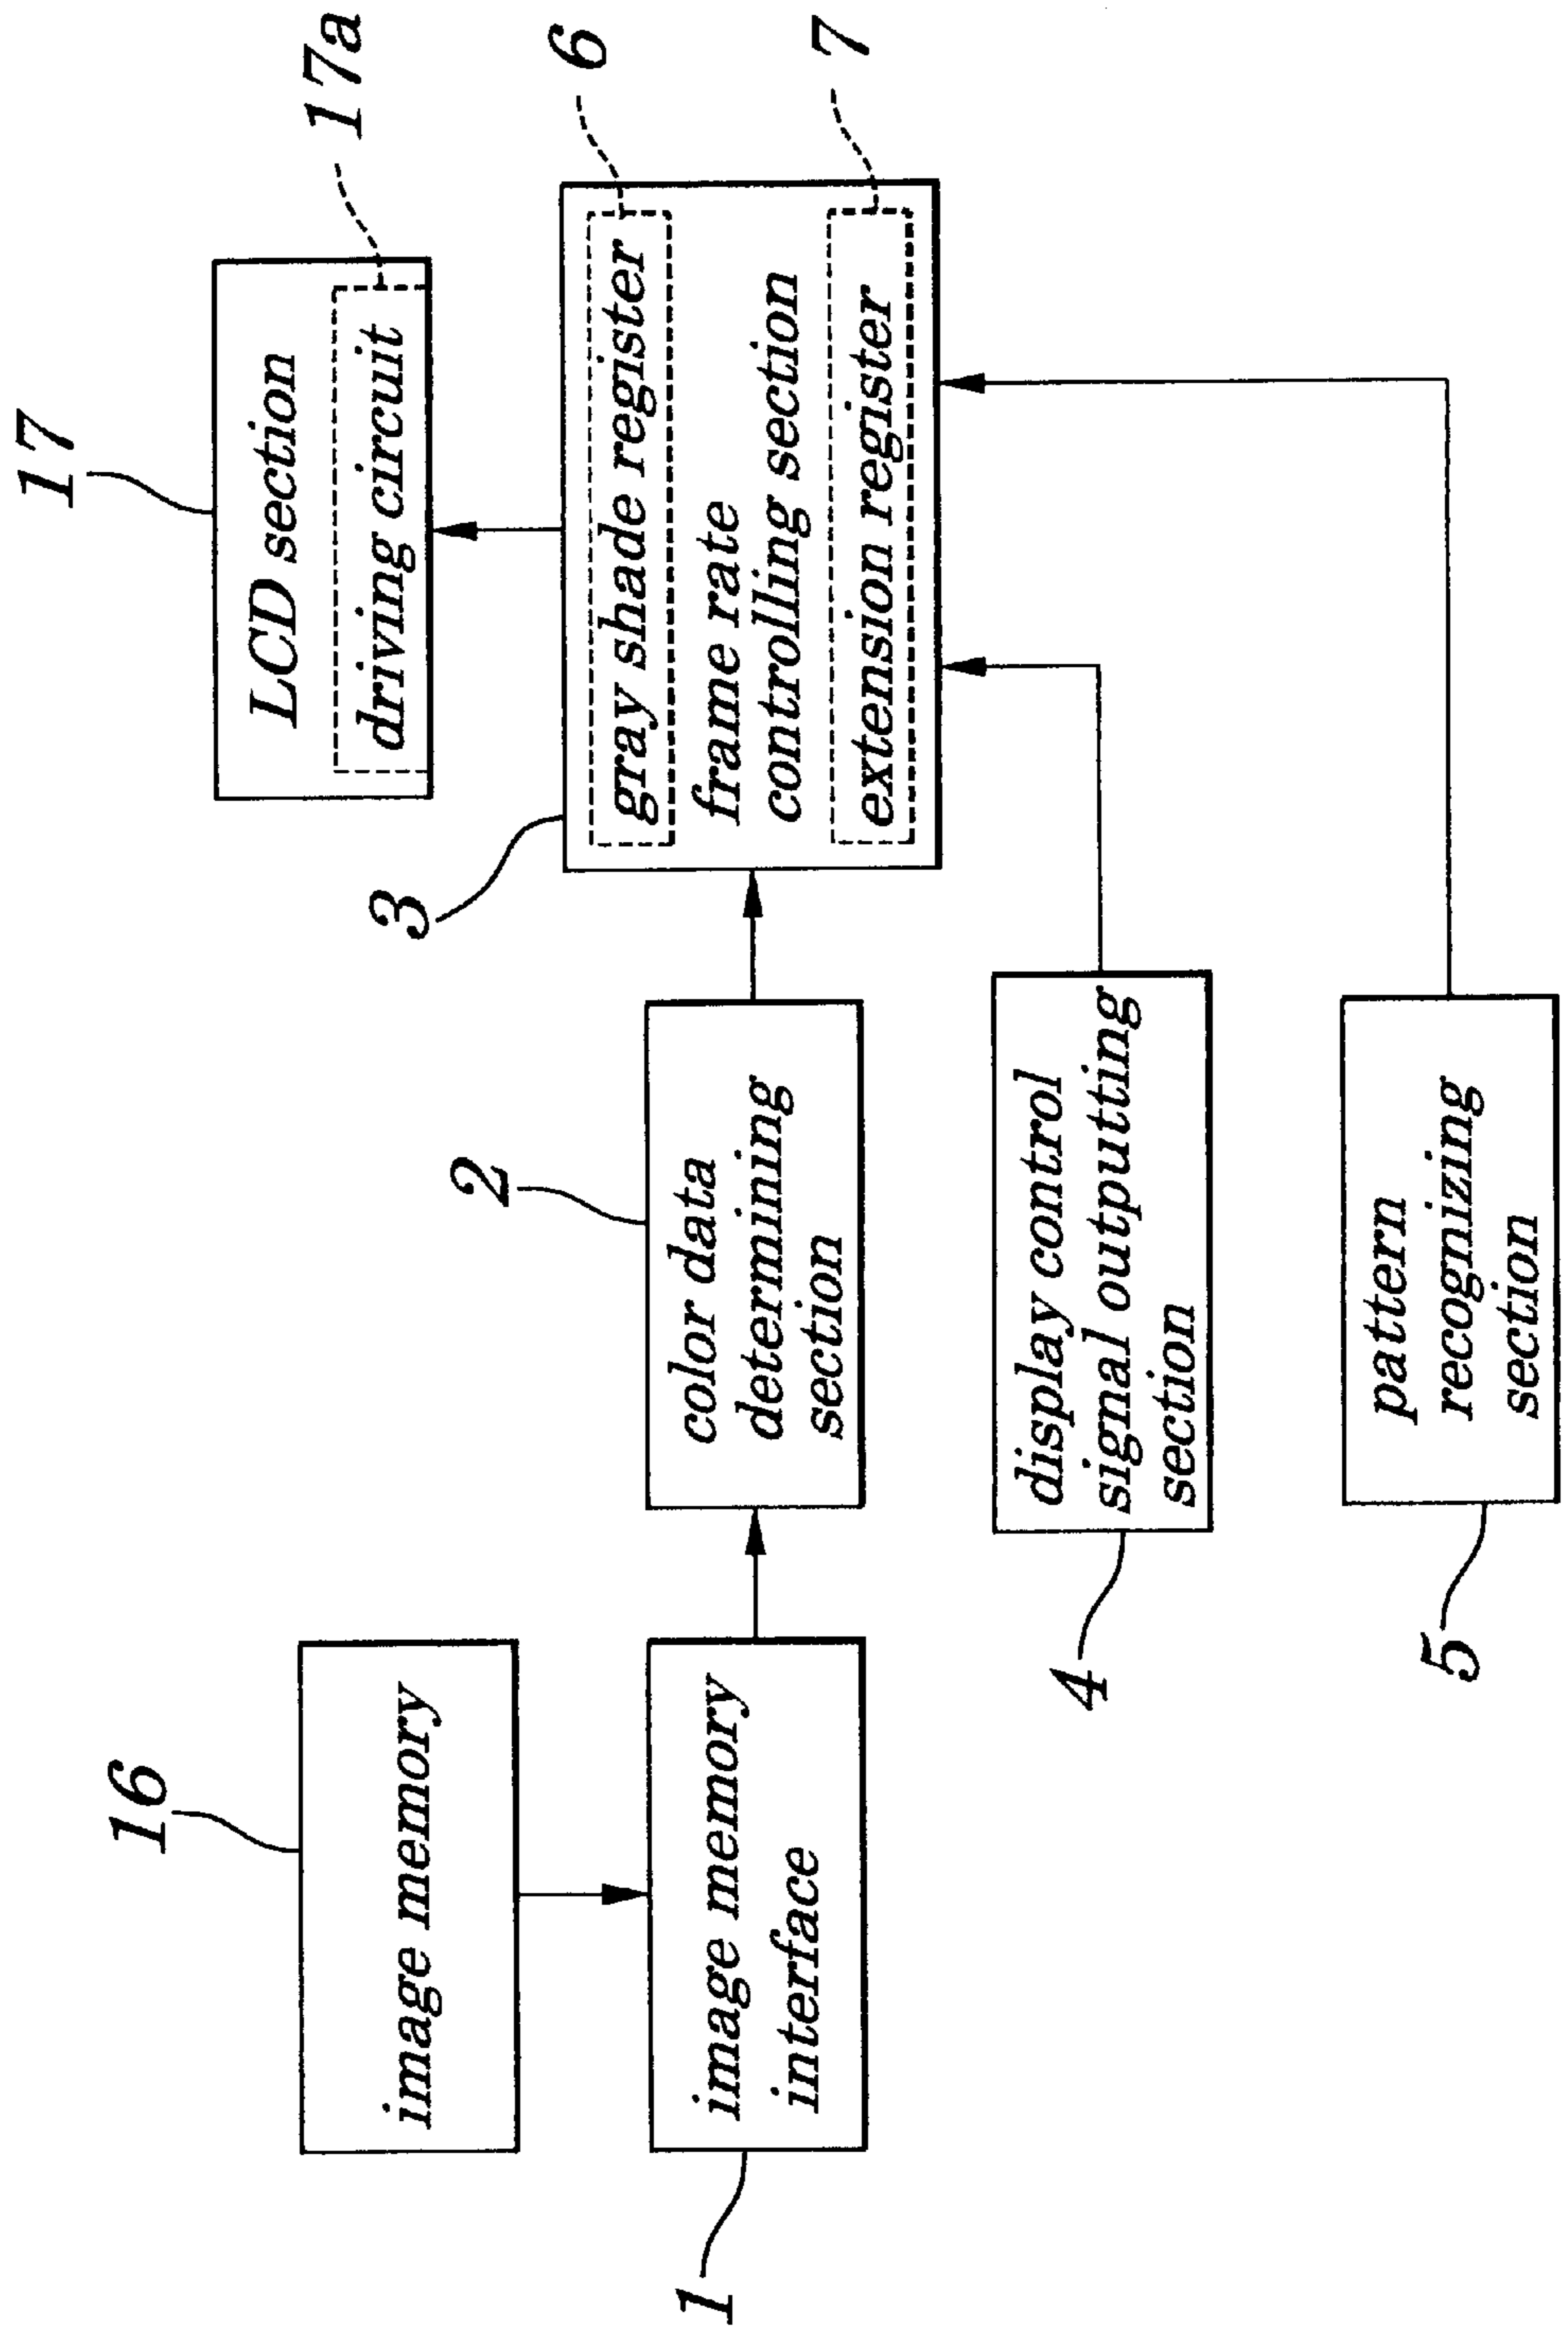 17
LCD section
17a
driving circuit
16
image memory
3
6
gray shade register
frame rate
controlling section
7
extension register
2
color data
determining
section
1
image memory
interface
4
display control
signal outputting
section
5
pattern
recognizing
section